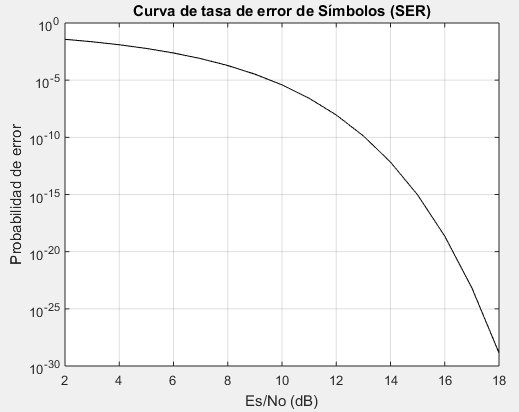 Curva de tasa de error de Símbolos (SER)
10^0
10^-5
10^-10
10^-15
10^-20
10^-25
10^-30
Probabilidad de error
2 4 6 8 10 12 14 16 18
Es/No (dB)